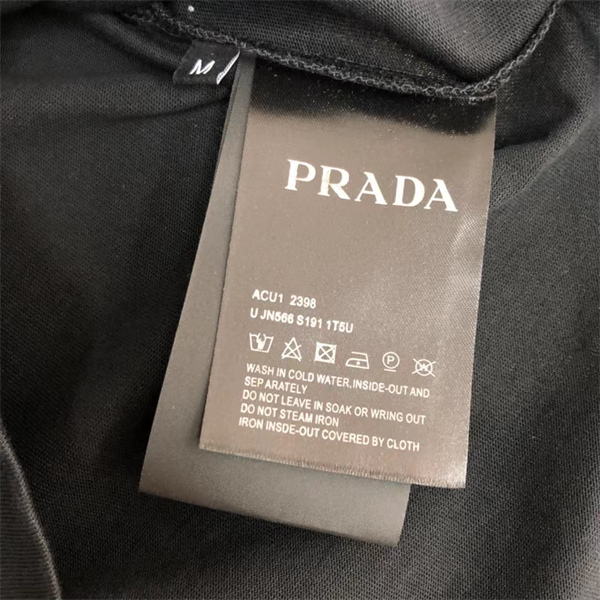 M
PRADA
ACU1 2398
U JN566 S191 1T5U
P
WASH IN COLD WATER,INSIDE-OUT AND
SEP ARATELY
DO NOT LEAVE IN SOAK OR WRING OUT
DO NOT STEAM IRON
IRON INSDE-OUT COVERED BY CLOTH